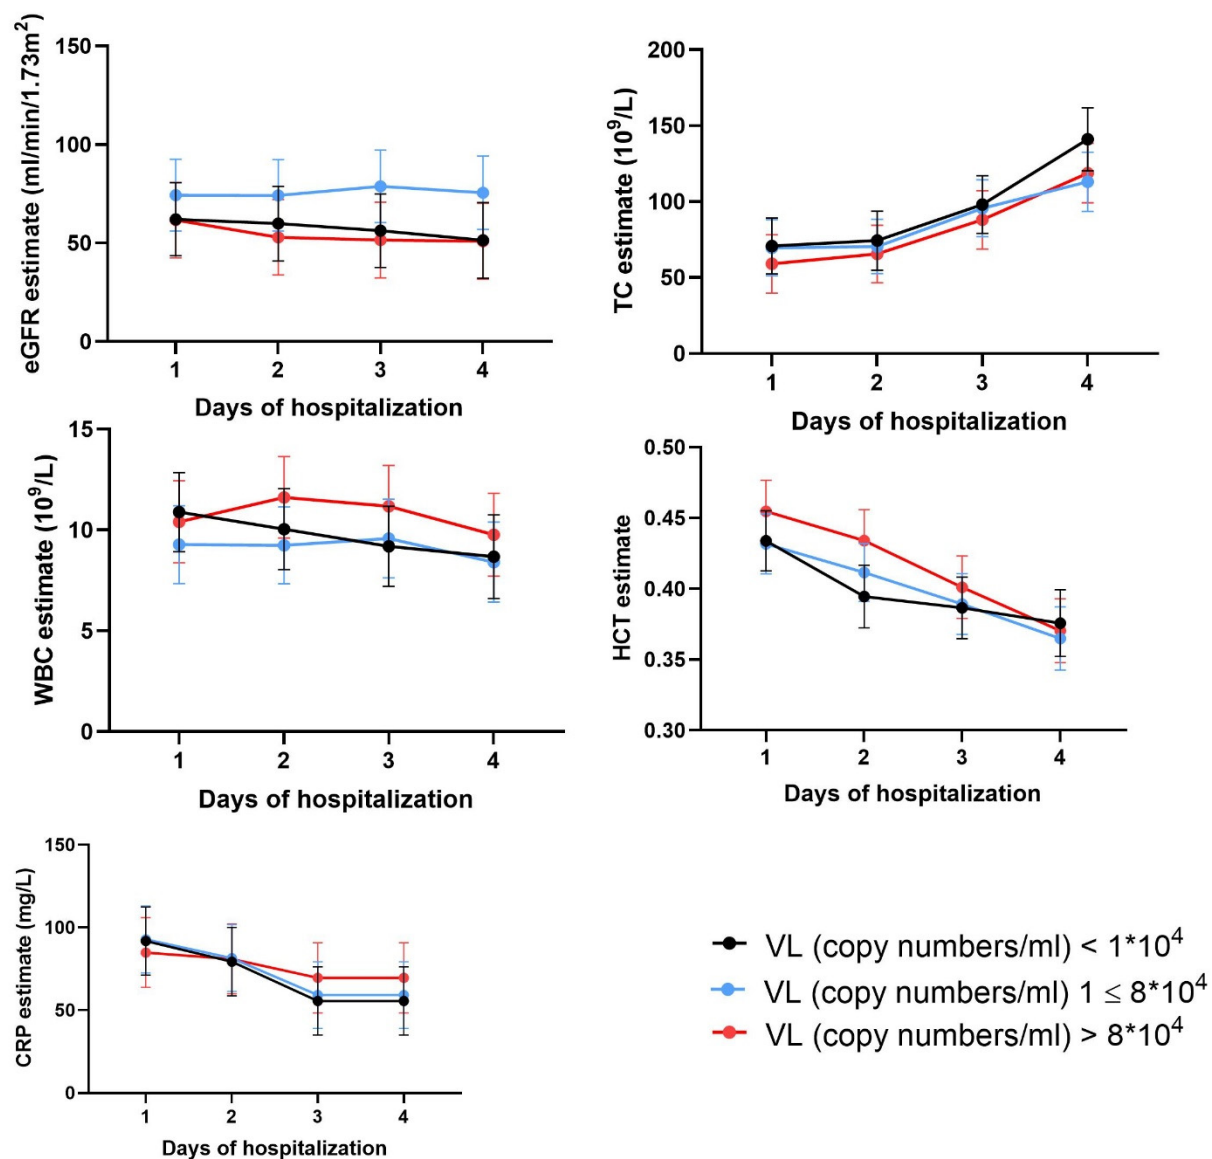 eGFR estimate (ml/min/1.73m²)
150
100
50
0
1 2 3 4
Days of hospitalization
TC estimate (10⁹/L)
200
150
100
50
0
1 2 3 4
Days of hospitalization
WBC estimate (10⁹/L)
15
10
5
0
1 2 3 4
Days of hospitalization
HCT estimate
0.50
0.45
0.40
0.35
0.30
1 2 3 4
Days of hospitalization
CRP estimate (mg/L)
150
100
50
0
1 2 3 4
Days of hospitalization
VL (copy numbers/ml) < 1*10⁴
VL (copy numbers/ml) 1 ≤ 8*10⁴
VL (copy numbers/ml) > 8*10⁴